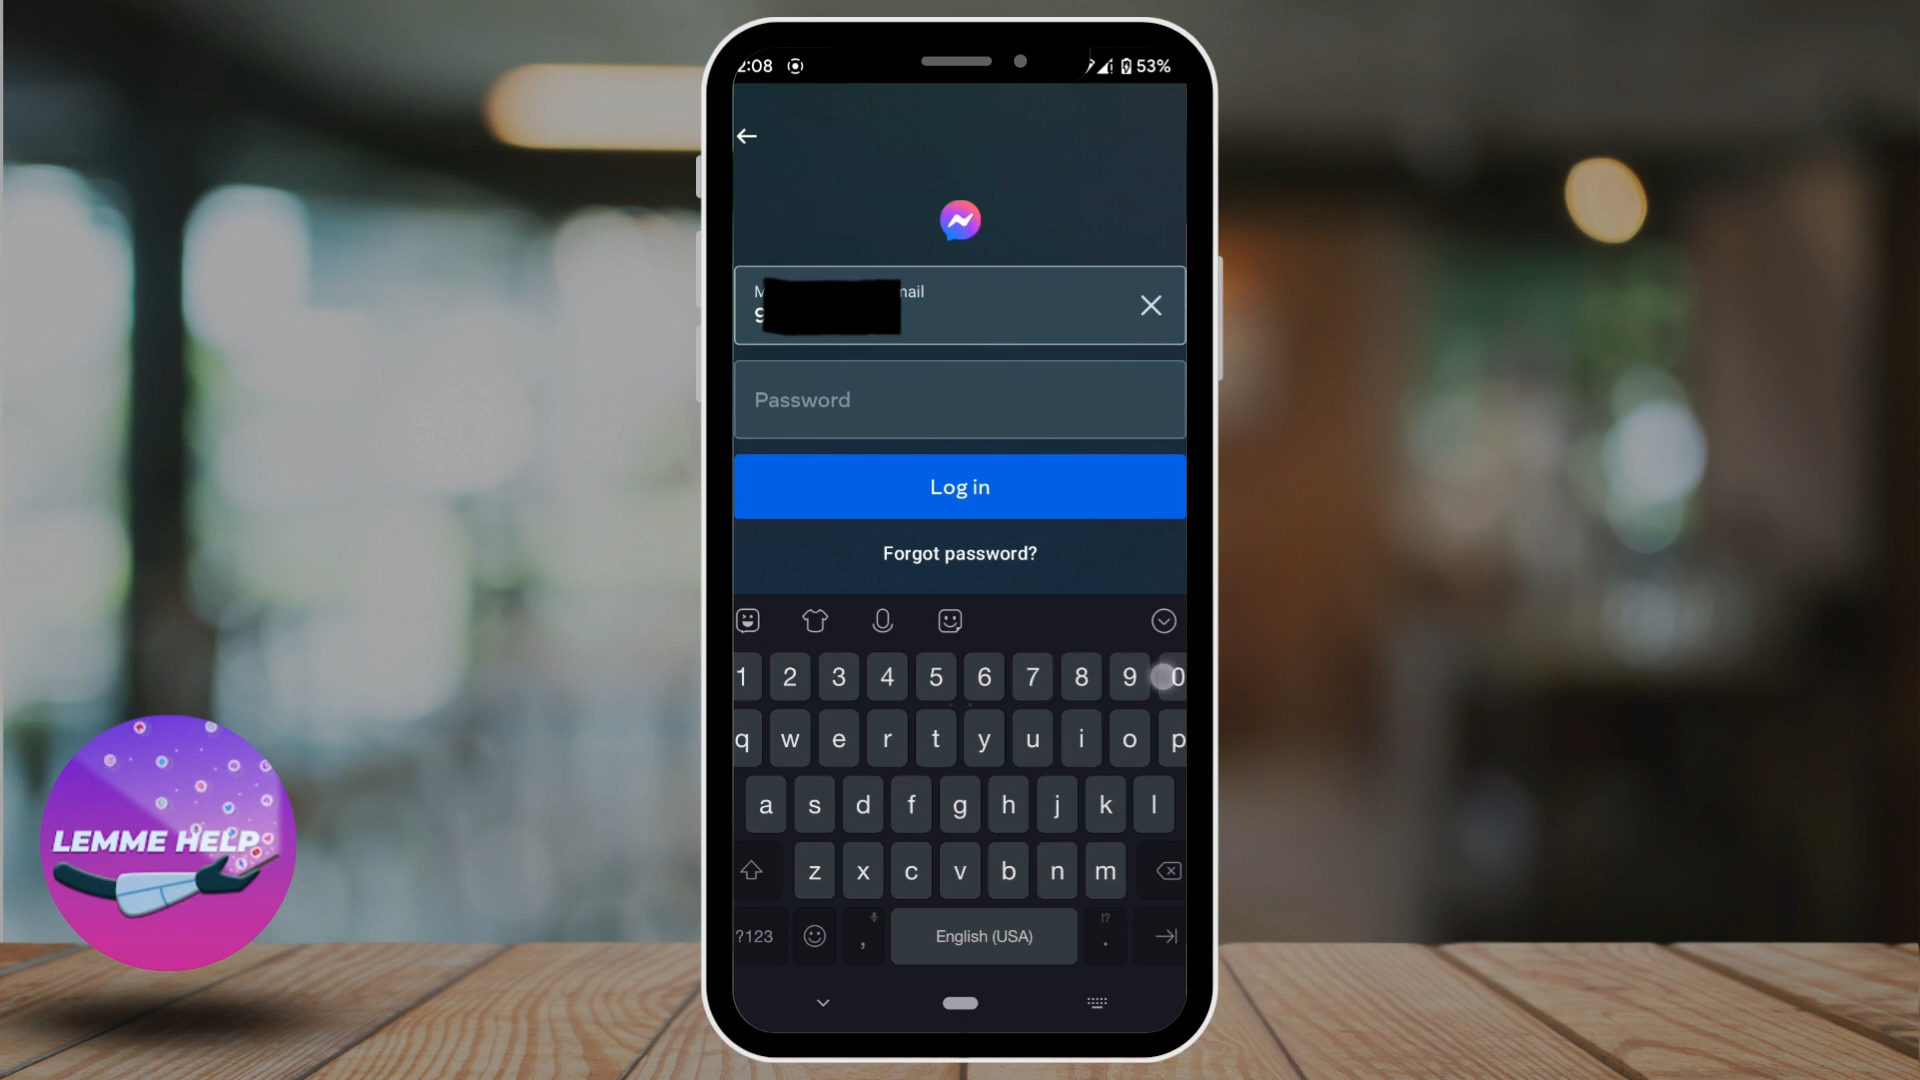 2:08
53%
mail
Password
Log in
Forgot password?
1 2 3 4 5 6 7 8 9 0
q w e r t y u i o p
a s d f g h j k l
z x c v b n m
!?
?123 , English (USA) .
LEMME HELP